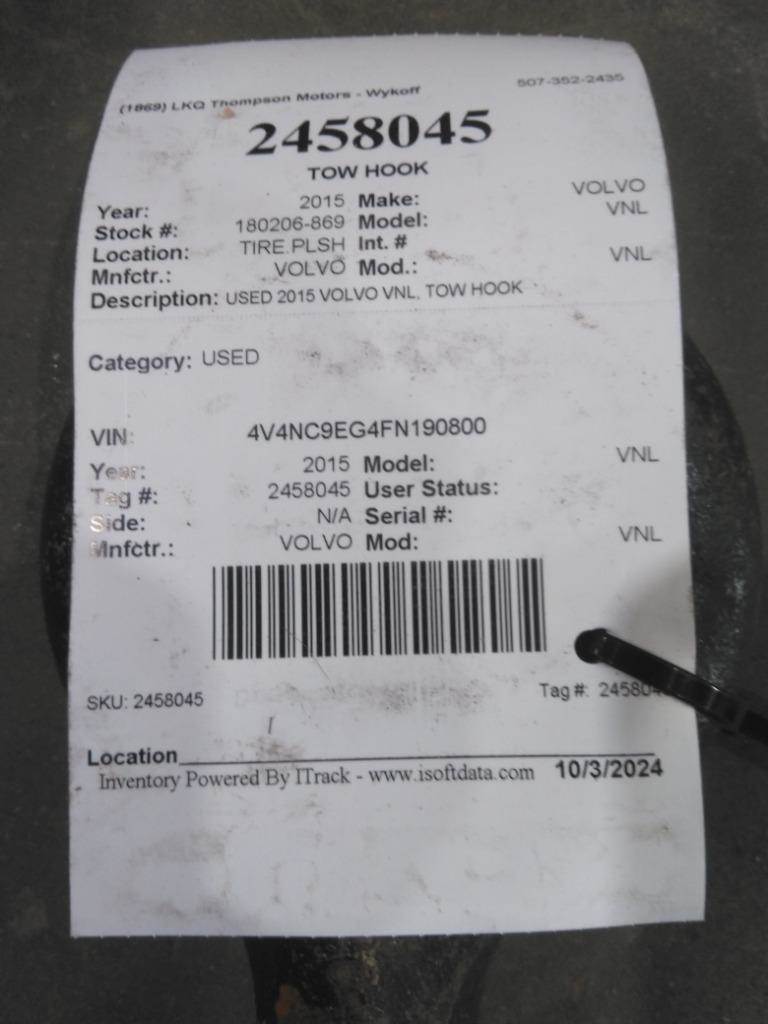 (1869) LKQ Thompson Motors - Wykoff 507-352-2435
2458045
TOW HOOK
Year: 2015 Make: VOLVO
Stock #: 180206-869 Model: VNL
Location: TIRE.PLSH Int. #
Mnfctr.: VOLVO Mod.: VNL
Description: USED 2015 VOLVO VNL, TOW HOOK
Category: USED
VIN: 4V4NC9EG4FN190800
Year: 2015 Model: VNL
Tag #: 2458045 User Status:
Side: N/A Serial #:
Mnfctr.: VOLVO Mod: VNL
SKU: 2458045 Tag #: 245804
Location
Inventory Powered By ITrack - www.isoftdata.com 10/3/2024